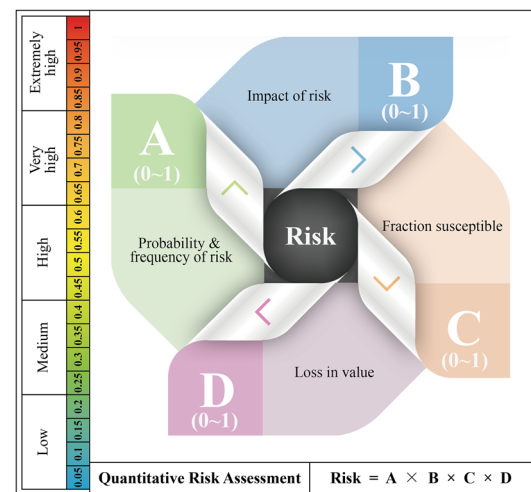 Extremely
high
Very
high
High
Medium
Low
1
0.95
0.9
0.85
0.8
0.75
0.7
0.65
0.6
0.55
0.5
0.45
0.4
0.35
0.3
0.25
0.2
0.15
0.1
0.05
Impact of risk
B
(0~1)
A
(0~1)
Probability &
frequency of risk
Risk
Fraction susceptible
C
(0~1)
D
(0~1)
Loss in value
Quantitative Risk Assessment
Risk = A × B × C × D